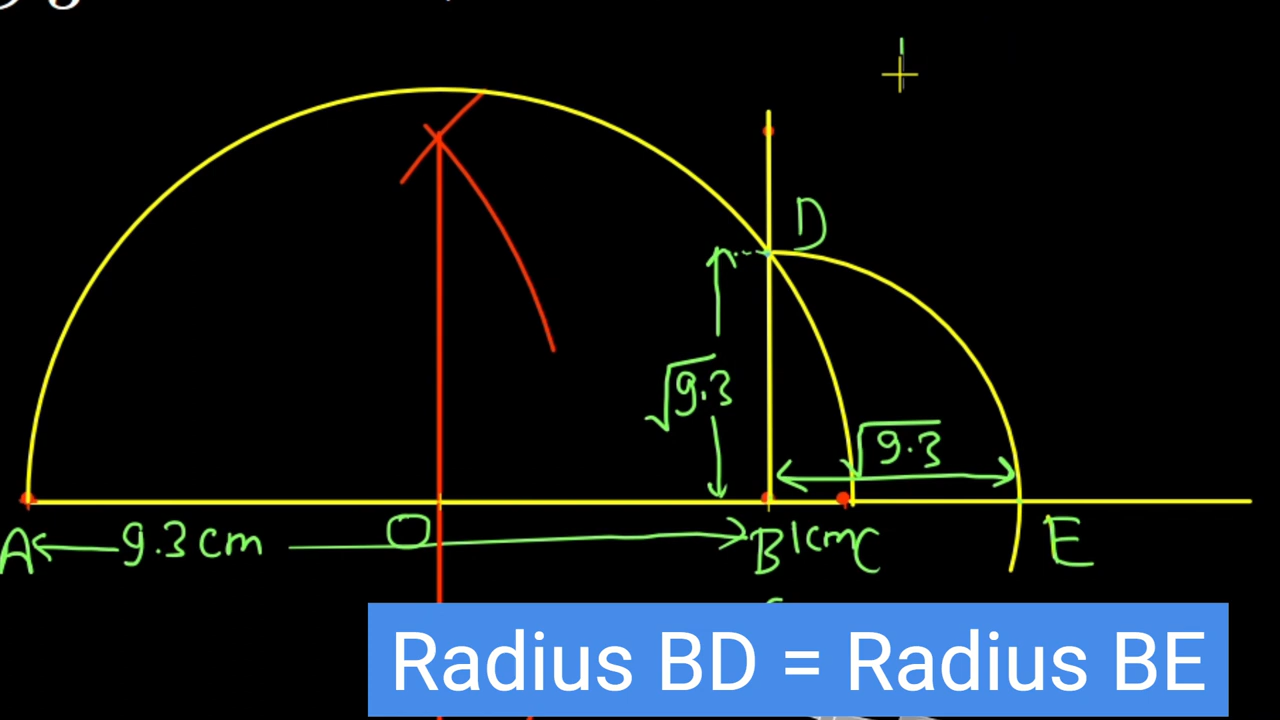 D
√9.3
√9.3
A 9.3 cm O B 1cm C E
Radius BD = Radius BE